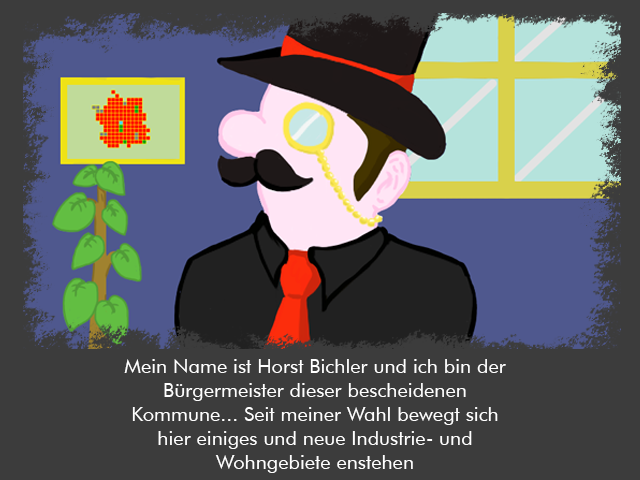 Mein Name ist Horst Bichler und ich bin der
Bürgermeister dieser bescheidenen
Kommune... Seit meiner Wahl bewegt sich
hier einiges und neue Industrie- und
Wohngebiete enstehen